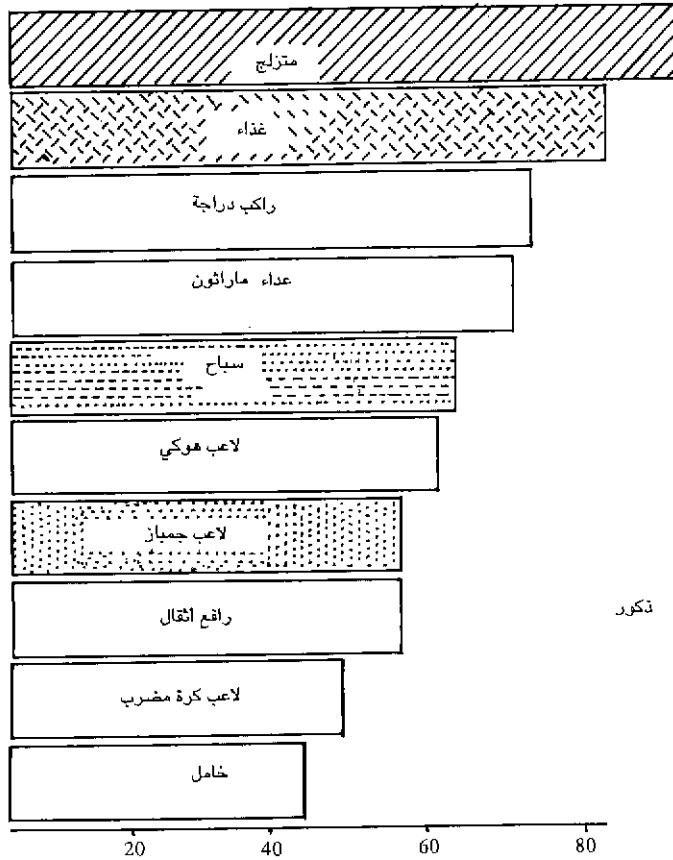 متزلج
غذاء
راكب دراجة
عداء ماراثون
سباح
لاعب هوكي
لاعب جمباز
رافع أثقال
ذكور
لاعب كرة مضرب
خامل
20 40 60 80